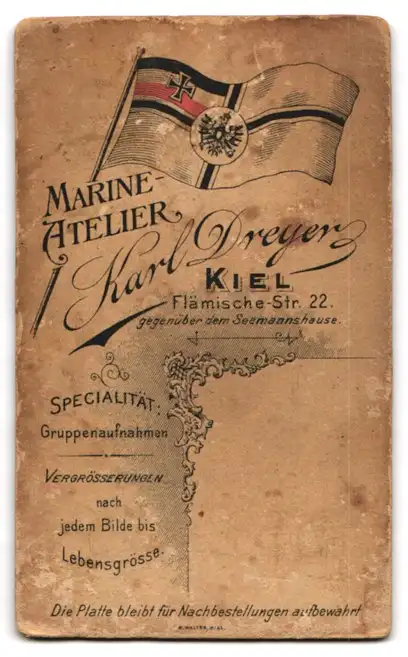 MARINE-
ATELIER
Karl Dreyer
KIEL
Flämische-Str. 22.
gegenüber dem Seemannshause.
SPECIALITÄT:
Gruppenaufnahmen
VERGRÖSSERUNGEN
nach
jedem Bilde bis
Lebensgrösse.
Die Platte bleibt für Nachbestellungen aufbewahrt